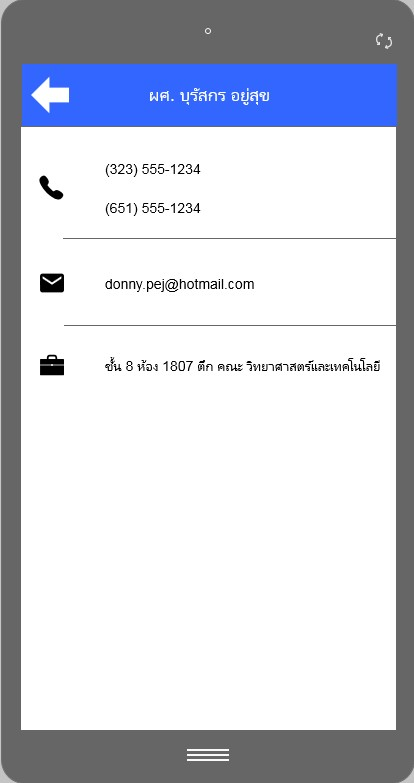 ผศ. บุรัสกร อยู่สุข
(323) 555-1234
(651) 555-1234
donny.pej@hotmail.com
ชั้น 8 ห้อง 1807 ตึก คณะ วิทยาศาสตร์และเทคโนโลยี